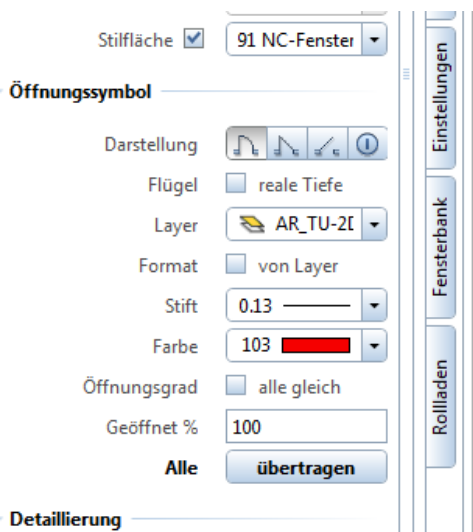 Stilfläche 91 NC-Fenster
Öffnungssymbol
Darstellung
Flügel reale Tiefe
Layer AR_TU-2D
Format von Layer
Stift 0.13
Farbe 103
Öffnungsgrad alle gleich
Geöffnet % 100
Alle übertragen
Detaillierung
Einstellungen
Fensterbank
Rollladen